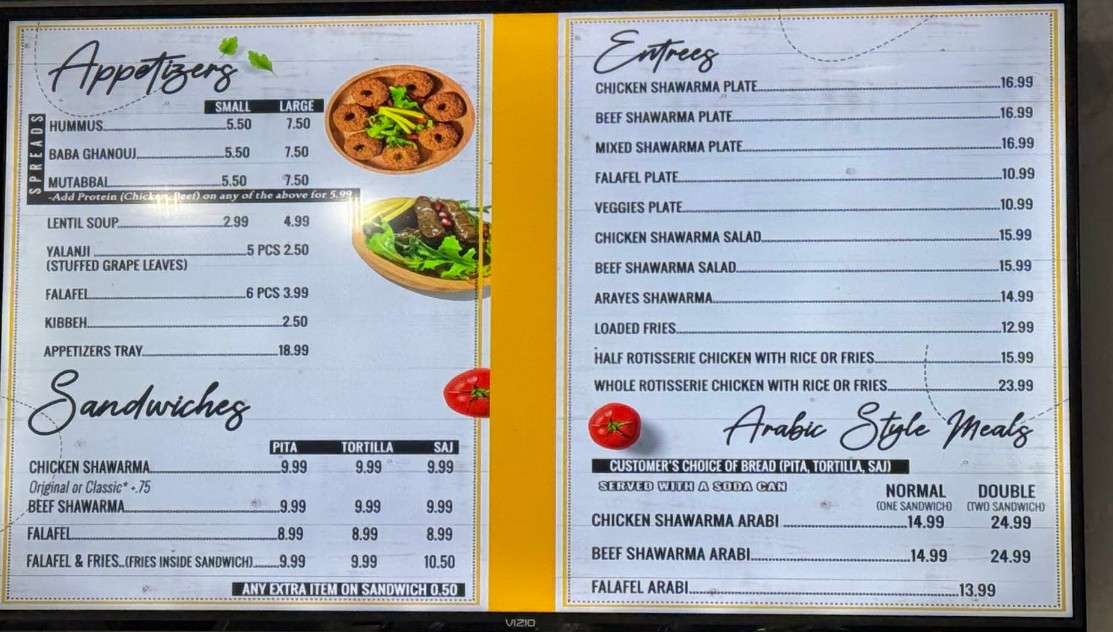 Appetizers
SMALL LARGE
SPREADS
HUMMUS 5.50 7.50
BABA GHANOUJ 5.50 7.50
MUTABBAL 5.50 7.50
-Add Protein (Chicken, Beef) on any of the above for 5.99
LENTIL SOUP 2.99 4.99
YALANJI 5 PCS 2.50
(STUFFED GRAPE LEAVES)
FALAFEL 6 PCS 3.99
KIBBEH 2.50
APPETIZERS TRAY 18.99
Sandwiches
PITA TORTILLA SAJ
CHICKEN SHAWARMA 9.99 9.99 9.99
Original or Classic* +.75
BEEF SHAWARMA 9.99 9.99 9.99
FALAFEL 8.99 8.99 8.99
FALAFEL & FRIES (FRIES INSIDE SANDWICH) 9.99 9.99 10.50
ANY EXTRA ITEM ON SANDWICH 0.50
Entrees
CHICKEN SHAWARMA PLATE 16.99
BEEF SHAWARMA PLATE 16.99
MIXED SHAWARMA PLATE 16.99
FALAFEL PLATE 10.99
VEGGIES PLATE 10.99
CHICKEN SHAWARMA SALAD 15.99
BEEF SHAWARMA SALAD 15.99
ARAYES SHAWARMA 14.99
LOADED FRIES 12.99
HALF ROTISSERIE CHICKEN WITH RICE OR FRIES 15.99
WHOLE ROTISSERIE CHICKEN WITH RICE OR FRIES 23.99
Arabic Style Meals
CUSTOMER'S CHOICE OF BREAD (PITA, TORTILLA, SAJ)
SERVED WITH A SODA CAN
NORMAL DOUBLE
(ONE SANDWICH) (TWO SANDWICH)
CHICKEN SHAWARMA ARABI 14.99 24.99
BEEF SHAWARMA ARABI 14.99 24.99
FALAFEL ARABI 13.99
VIZIO